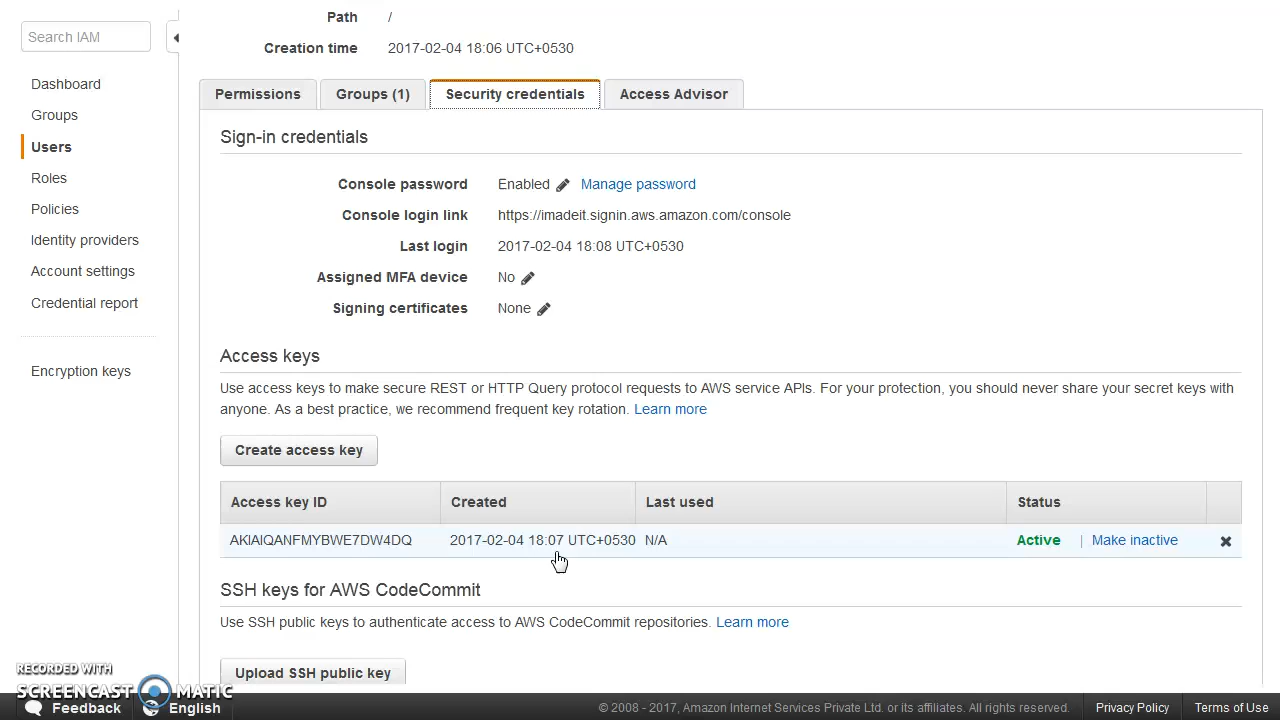 Path /
Search IAM
Creation time 2017-02-04 18:06 UTC+0530
Dashboard
Groups
Users
Roles
Policies
Identity providers
Account settings
Credential report
Encryption keys
Permissions Groups (1) Security credentials Access Advisor
Sign-in credentials
Console password Enabled Manage password
Console login link https://imadeit.signin.aws.amazon.com/console
Last login 2017-02-04 18:08 UTC+0530
Assigned MFA device No
Signing certificates None
Access keys
Use access keys to make secure REST or HTTP Query protocol requests to AWS service APIs. For your protection, you should never share your secret keys with
anyone. As a best practice, we recommend frequent key rotation. Learn more
Create access key
Access key ID Created Last used Status
AKIAIQANFMYBWE7DW4DQ 2017-02-04 18:07 UTC+0530 N/A Active | Make inactive
SSH keys for AWS CodeCommit
Use SSH public keys to authenticate access to AWS CodeCommit repositories. Learn more
Upload SSH public key
RECORDED WITH
SCREENCAST MATIC
Feedback English © 2008 - 2017, Amazon Internet Services Private Ltd. or its affiliates. All rights reserved. Privacy Policy Terms of Use